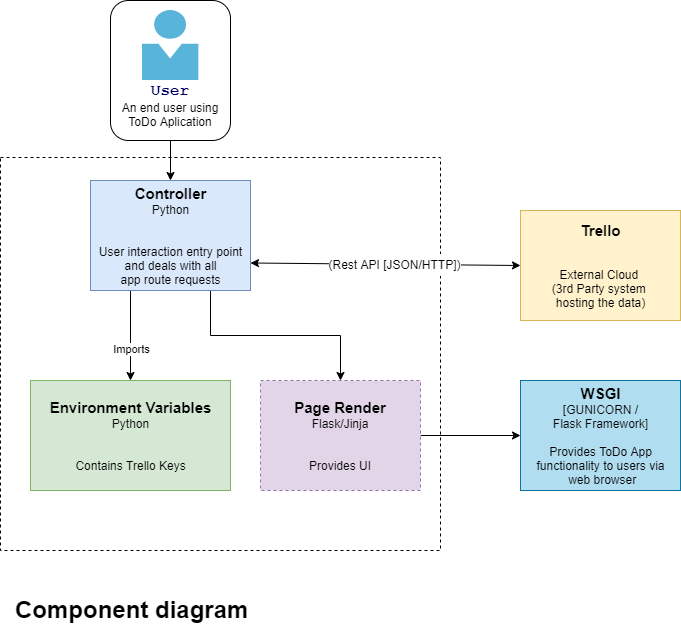 User
An end user using
ToDo Aplication
Controller
Python
User interaction entry point
and deals with all
app route requests
(Rest API [JSON/HTTP])
Trello
External Cloud
(3rd Party system
hosting the data)
Imports
Environment Variables
Python
Contains Trello Keys
Page Render
Flask/Jinja
Provides UI
WSGI
[GUNICORN /
Flask Framework]
Provides ToDo App
functionality to users via
web browser
Component diagram